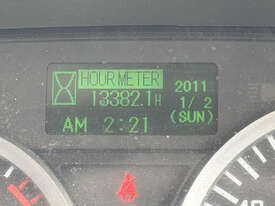 HOUR METER
13382.1H
2011
1/ 2
(SUN)
AM 2:21